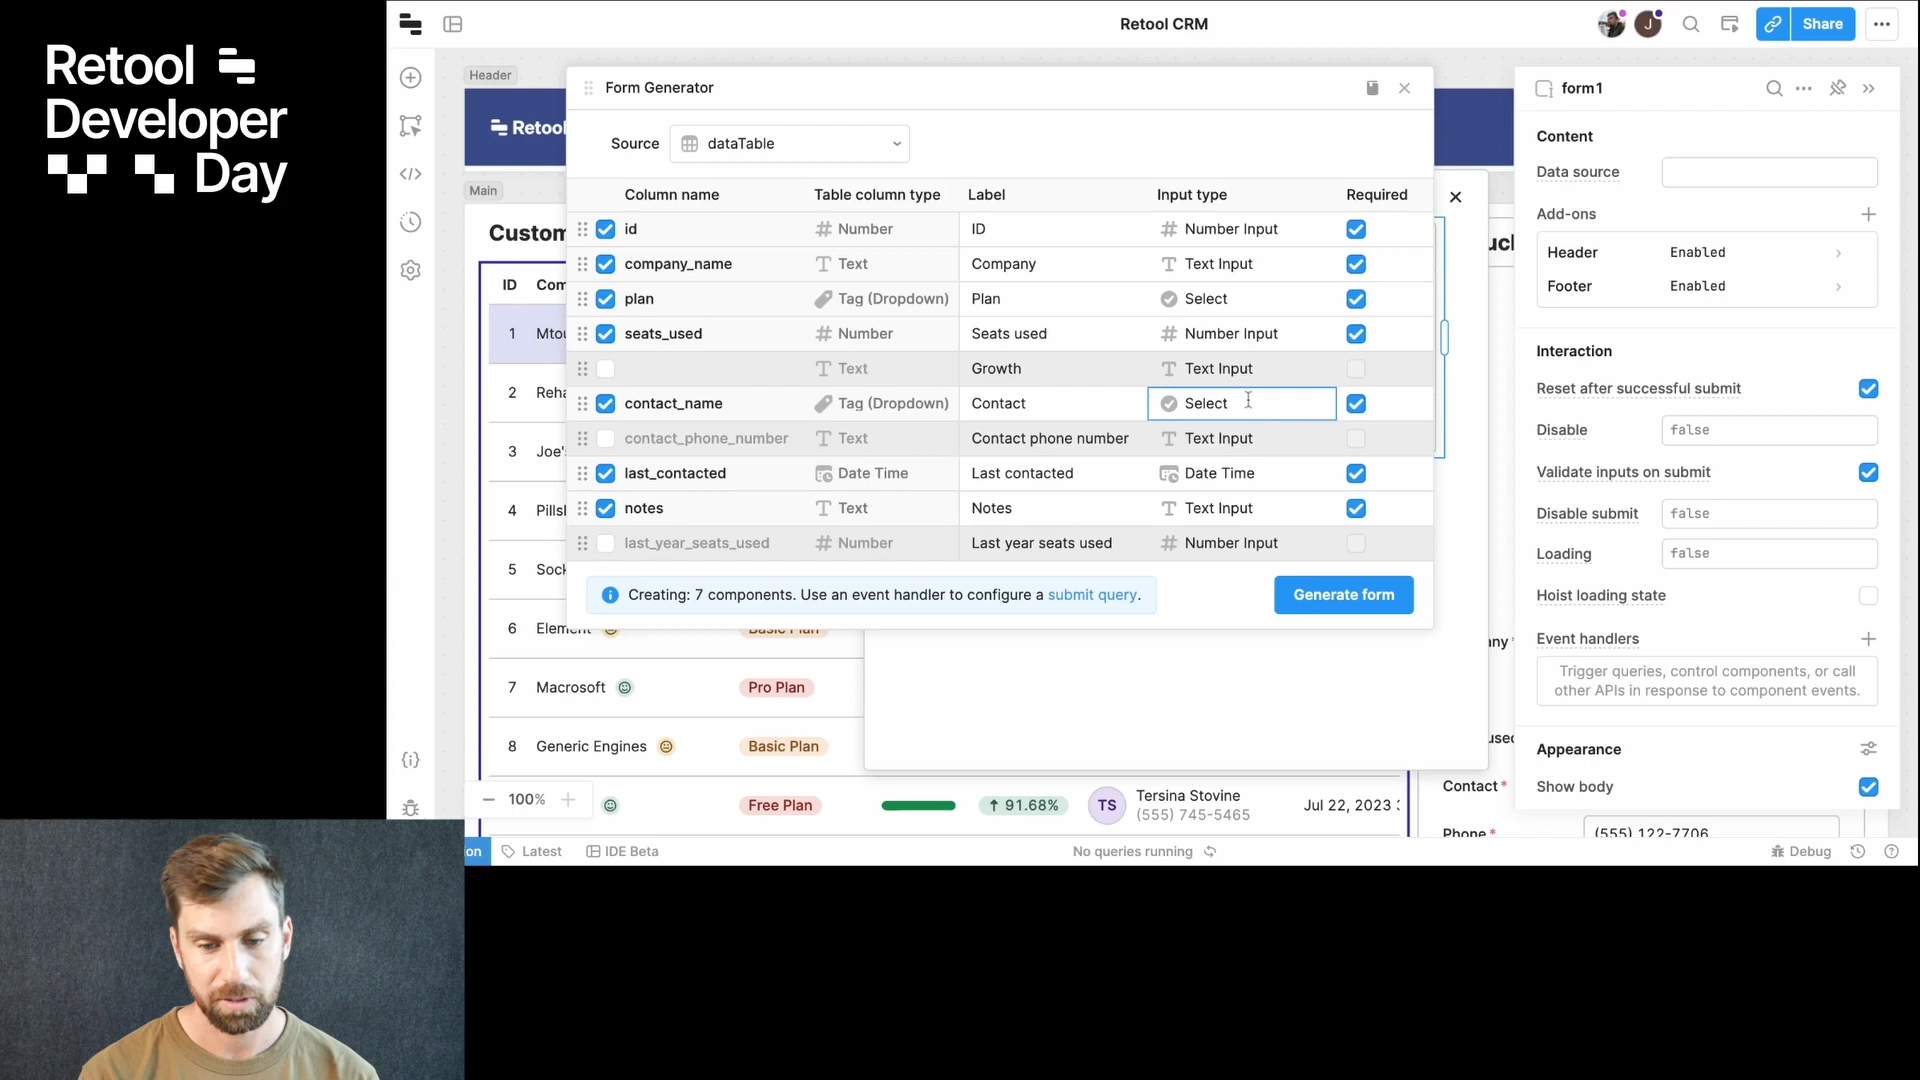 Retool
Developer
Day
Retool CRM
J
Share
Header
Retool
Main
Custom
ID Com
1 Mtou
2 Reha
3 Joe's
4 Pillsb
5 Sock
6 Element Basic Plan
7 Macrosoft Pro Plan
8 Generic Engines Basic Plan
Free Plan 91.68% TS Tersina Stovine Jul 22, 2023
(555) 745-5465
100%
Form Generator
Source dataTable
Column name Table column type Label Input type Required
id Number ID Number Input
company_name Text Company Text Input
plan Tag (Dropdown) Plan Select
seats_used Number Seats used Number Input
Text Growth Text Input
contact_name Tag (Dropdown) Contact Select
contact_phone_number Text Contact phone number Text Input
last_contacted Date Time Last contacted Date Time
notes Text Notes Text Input
last_year_seats_used Number Last year seats used Number Input
Creating: 7 components. Use an event handler to configure a submit query.
Generate form
any *
used
Contact *
Phone * (555) 122-7706
form1
Content
Data source
Add-ons
Header Enabled
Footer Enabled
Interaction
Reset after successful submit
Disable false
Validate inputs on submit
Disable submit false
Loading false
Hoist loading state
Event handlers
Trigger queries, control components, or call
other APIs in response to component events.
Appearance
Show body
on Latest IDE Beta No queries running Debug